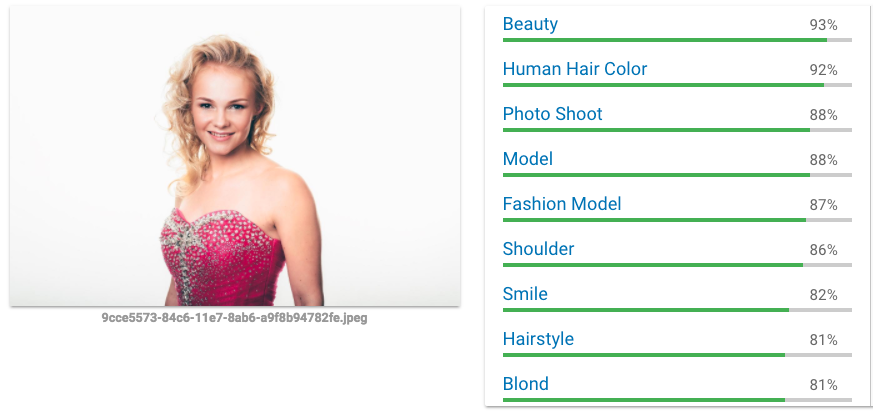 9cce5573-84c6-11e7-8ab6-a9f8b94782fe.jpeg
Beauty 93%
Human Hair Color 92%
Photo Shoot 88%
Model 88%
Fashion Model 87%
Shoulder 86%
Smile 82%
Hairstyle 81%
Blond 81%